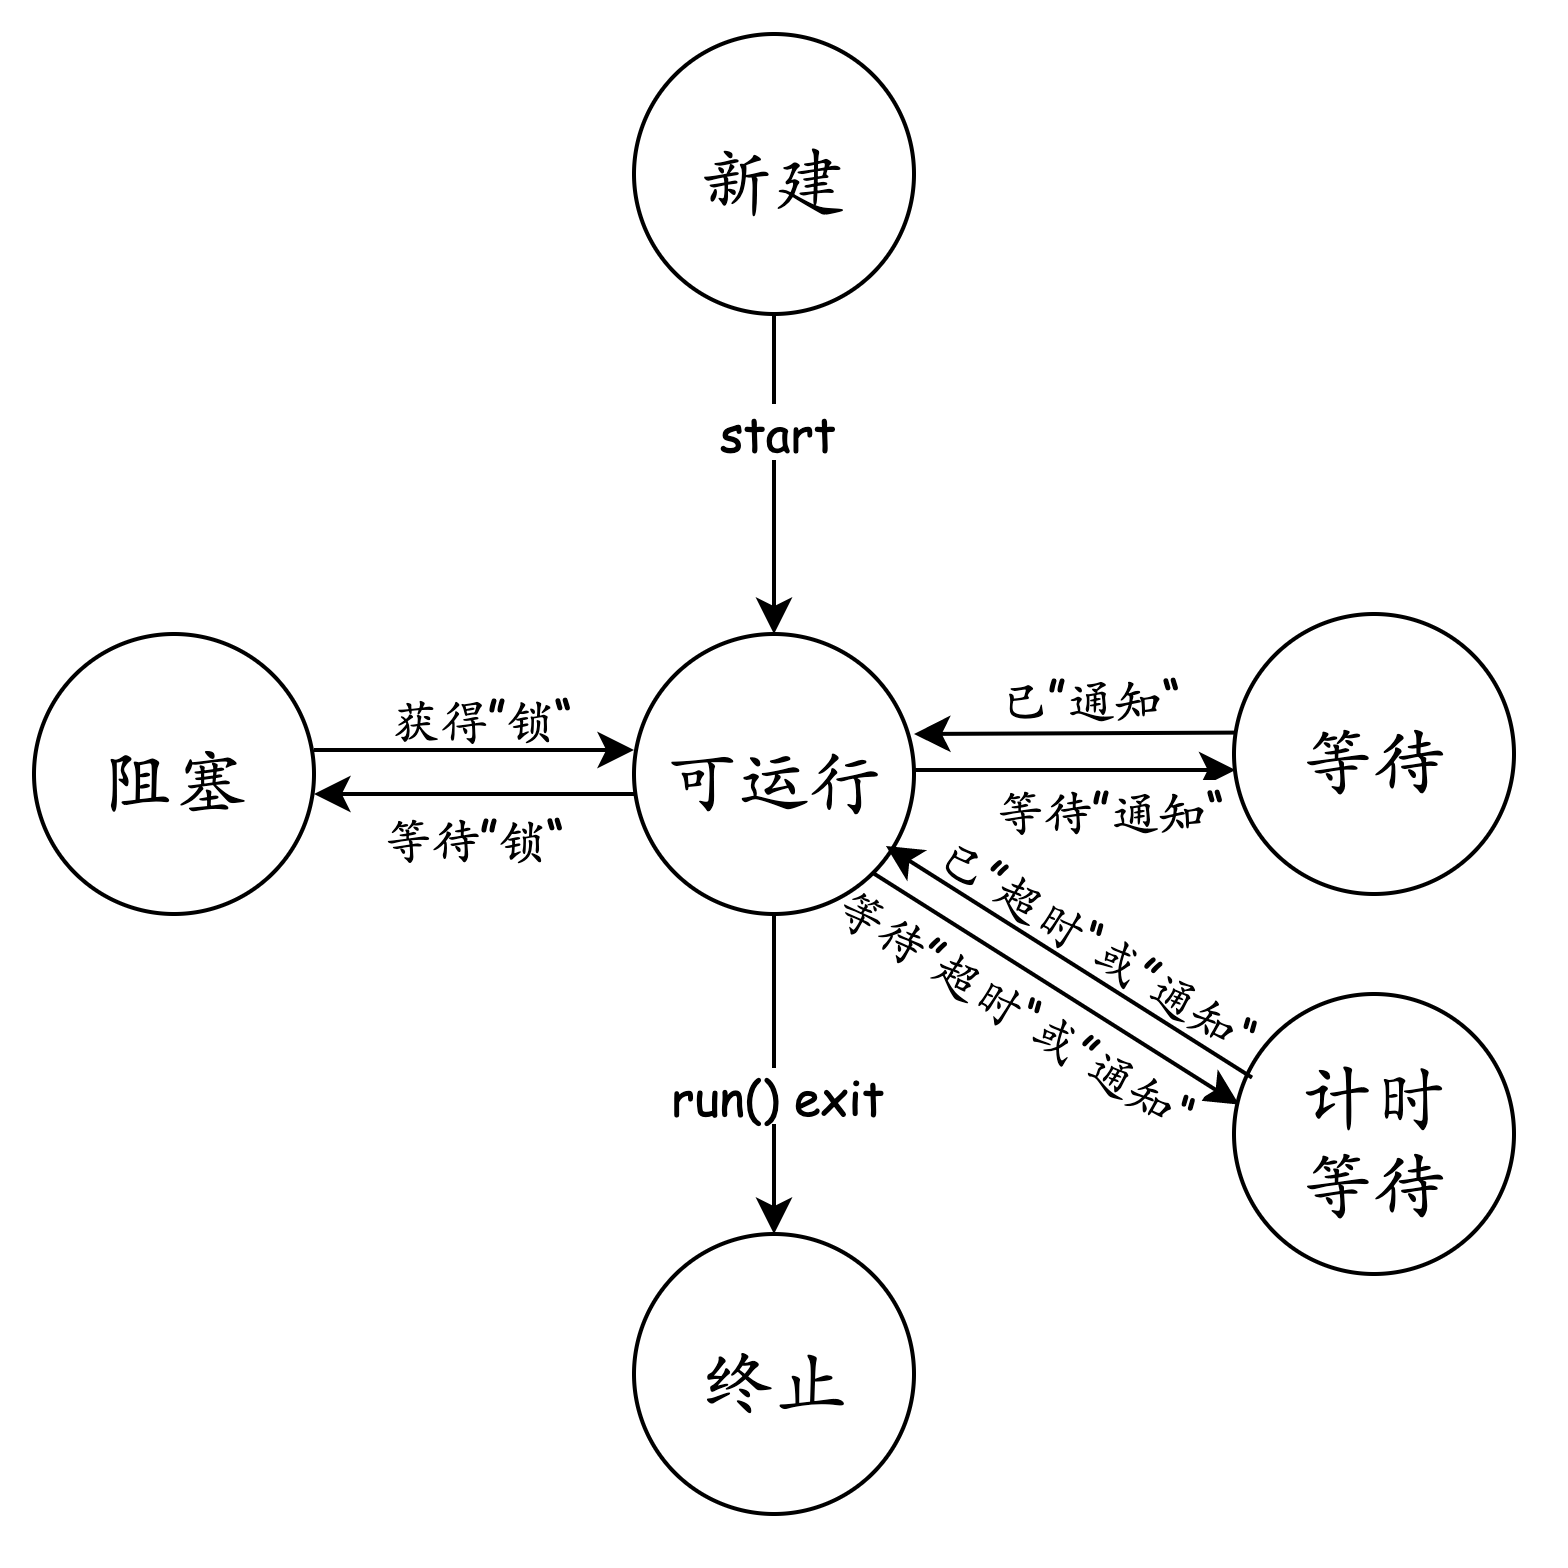 新建
start
获得"锁"
已"通知"
阻塞
可运行
等待
等待"锁"
等待"通知"
已"超时"或"通知"
等待"超时"或"通知"
计时
等待
run() exit
终止